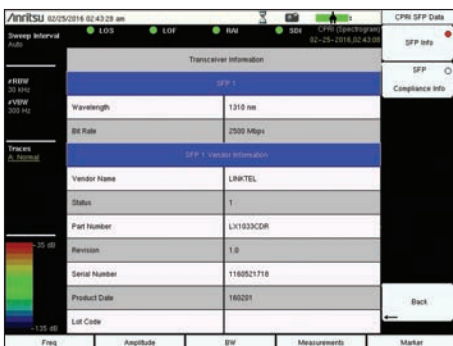 Anritsu 02/25/2016 02:43:28 am
CPRI SFP Data
Sweep Interval
Auto
LOS
LOF
RAI
SDI
CPRI (Spectrogram)
02-25-2016,02:43:08
SFP Info
Transceiver Information
SFP
Compliance Info
#RBW
30 kHz
SFP 1
#VBW
300 Hz
Wavelength
1310 nm
Bit Rate
2500 Mbps
Traces
A: Normal
SFP 1 Vendor Information
Vendor Name
LINKTEL
Status
1
Part Number
LX1033CDR
-35 dB
Revision
1.0
Serial Number
1160521718
Product Date
160201
Back
Lot Code
-135 dB
Freq
Amplitude
BW
Measurements
Marker